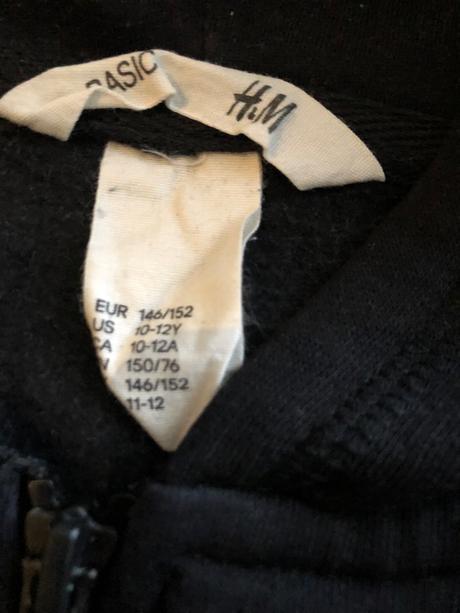 BASIC
H&M
EUR 146/152
US 10-12Y
CA 10-12A
150/76
146/152
11-12